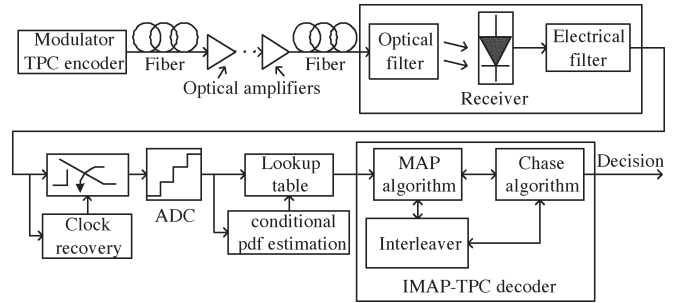 Modulator
TPC encoder
Fiber
Optical amplifiers
Fiber
Optical
filter
Electrical
filter
Receiver
Clock
recovery
ADC
Lookup
table
conditional
pdf estimation
MAP
algorithm
Chase
algorithm
Decision
Interleaver
IMAP-TPC decoder